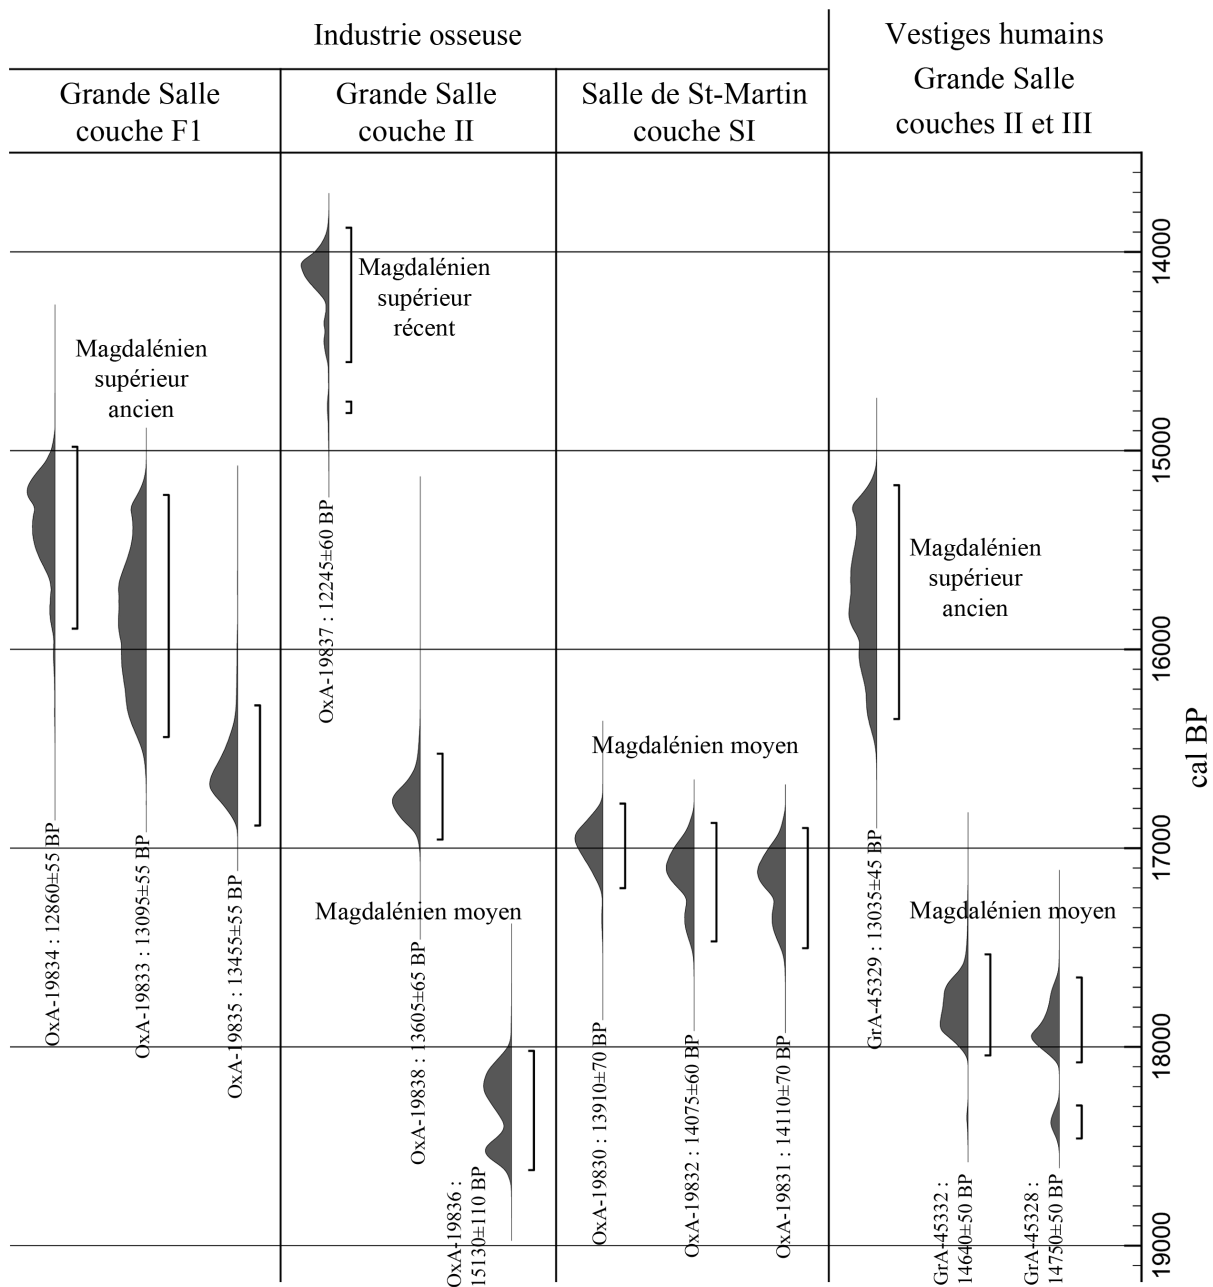 Industrie osseuse
Vestiges humains
Grande Salle
couches II et III
Grande Salle
couche F1
Grande Salle
couche II
Salle de St-Martin
couche SI
Magdalénien
supérieur
ancien
OxA-19834 : 12860±55 BP
OxA-19833 : 13095±55 BP
OxA-19835 : 13455±55 BP
Magdalénien
supérieur
récent
OxA-19837 : 12245±60 BP
Magdalénien moyen
OxA-19838 : 13605±65 BP
OxA-19836 :
15130±110 BP
Magdalénien moyen
OxA-19830 : 13910±70 BP
OxA-19832 : 14075±60 BP
OxA-19831 : 14110±70 BP
Magdalénien
supérieur
ancien
GrA-45329 : 13035±45 BP
Magdalénien moyen
GrA-45332 :
14640±50 BP
GrA-45328 :
14750±50 BP
14000
15000
16000
17000
18000
19000
cal BP